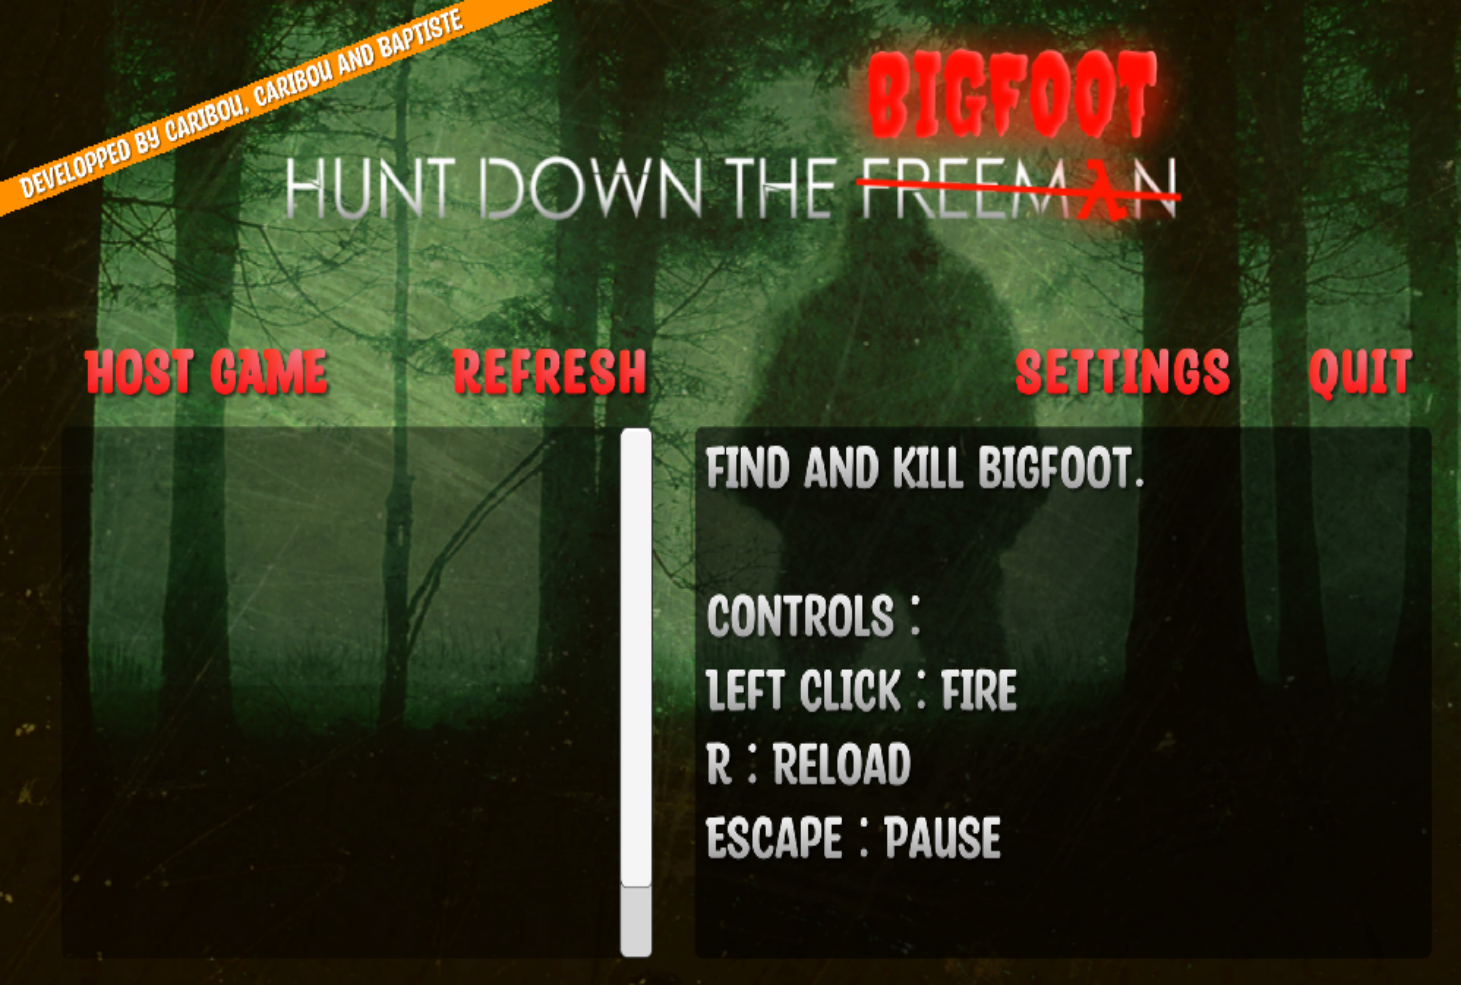 DEVELOPPED BY CARIBOU, CARIBOU AND BAPTISTE
BIGFOOT
HUNT DOWN THE FREEMλN
HOST GAME
REFRESH
SETTINGS
QUIT
FIND AND KILL BIGFOOT.
CONTROLS :
LEFT CLICK : FIRE
R : RELOAD
ESCAPE : PAUSE